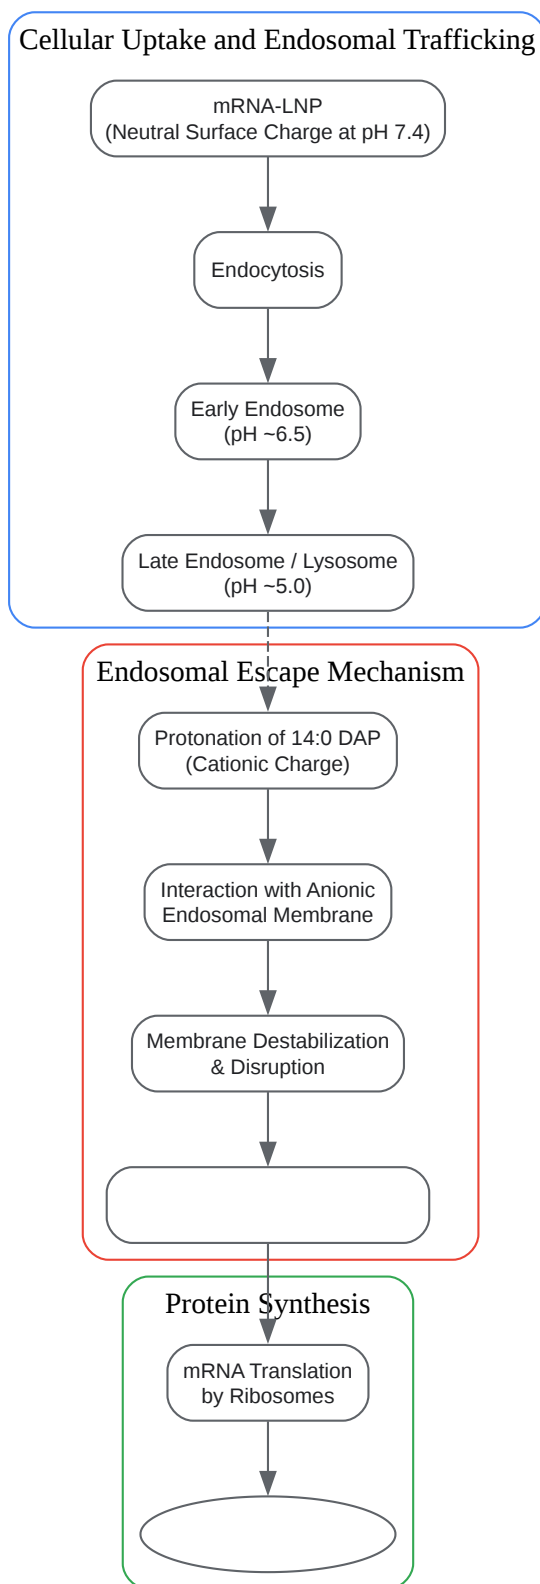 Cellular Uptake and Endosomal Trafficking
mRNA-LNP
(Neutral Surface Charge at pH 7.4)
Endocytosis
Early Endosome
(pH ~6.5)
Late Endosome / Lysosome
(pH ~5.0)
Endosomal Escape Mechanism
Protonation of 14:0 DAP
(Cationic Charge)
Interaction with Anionic
Endosomal Membrane
Membrane Destabilization
& Disruption
Protein Synthesis
mRNA Translation
by Ribosomes